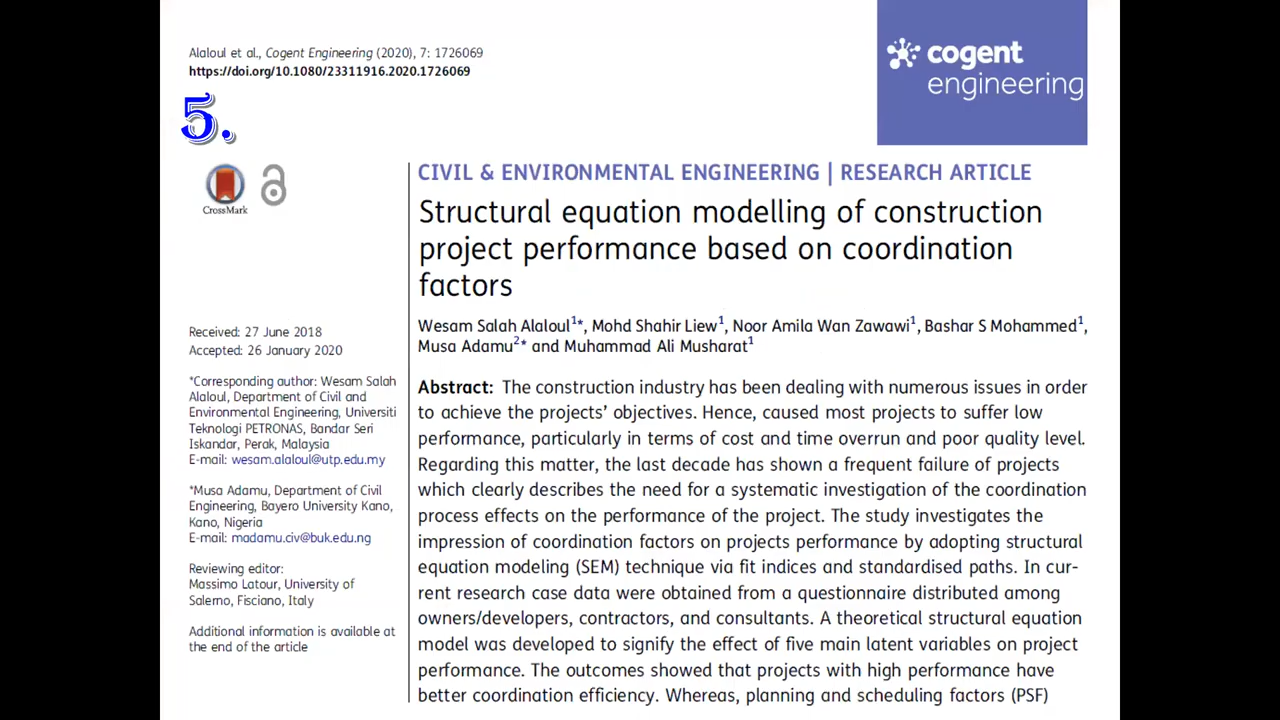 Alaloul et al., Cogent Engineering (2020), 7: 1726069
https://doi.org/10.1080/23311916.2020.1726069
cogent
engineering
5.
CrossMark
CIVIL & ENVIRONMENTAL ENGINEERING | RESEARCH ARTICLE
Structural equation modelling of construction
project performance based on coordination
factors
Received: 27 June 2018
Accepted: 26 January 2020
*Corresponding author: Wesam Salah
Alaloul, Department of Civil and
Environmental Engineering, Universiti
Teknologi PETRONAS, Bandar Seri
Iskandar, Perak, Malaysia
E-mail: wesam.alaloul@utp.edu.my
*Musa Adamu, Department of Civil
Engineering, Bayero University Kano,
Kano, Nigeria
E-mail: madamu.civ@buk.edu.ng
Reviewing editor:
Massimo Latour, University of
Salerno, Fisciano, Italy
Additional information is available at
the end of the article
Wesam Salah Alaloul1*, Mohd Shahir Liew1, Noor Amila Wan Zawawi1, Bashar S Mohammed1,
Musa Adamu2* and Muhammad Ali Musharat1
Abstract: The construction industry has been dealing with numerous issues in order
to achieve the projects' objectives. Hence, caused most projects to suffer low
performance, particularly in terms of cost and time overrun and poor quality level.
Regarding this matter, the last decade has shown a frequent failure of projects
which clearly describes the need for a systematic investigation of the coordination
process effects on the performance of the project. The study investigates the
impression of coordination factors on projects performance by adopting structural
equation modeling (SEM) technique via fit indices and standardised paths. In cur-
rent research case data were obtained from a questionnaire distributed among
owners/developers, contractors, and consultants. A theoretical structural equation
model was developed to signify the effect of five main latent variables on project
performance. The outcomes showed that projects with high performance have
better coordination efficiency. Whereas, planning and scheduling factors (PSF)